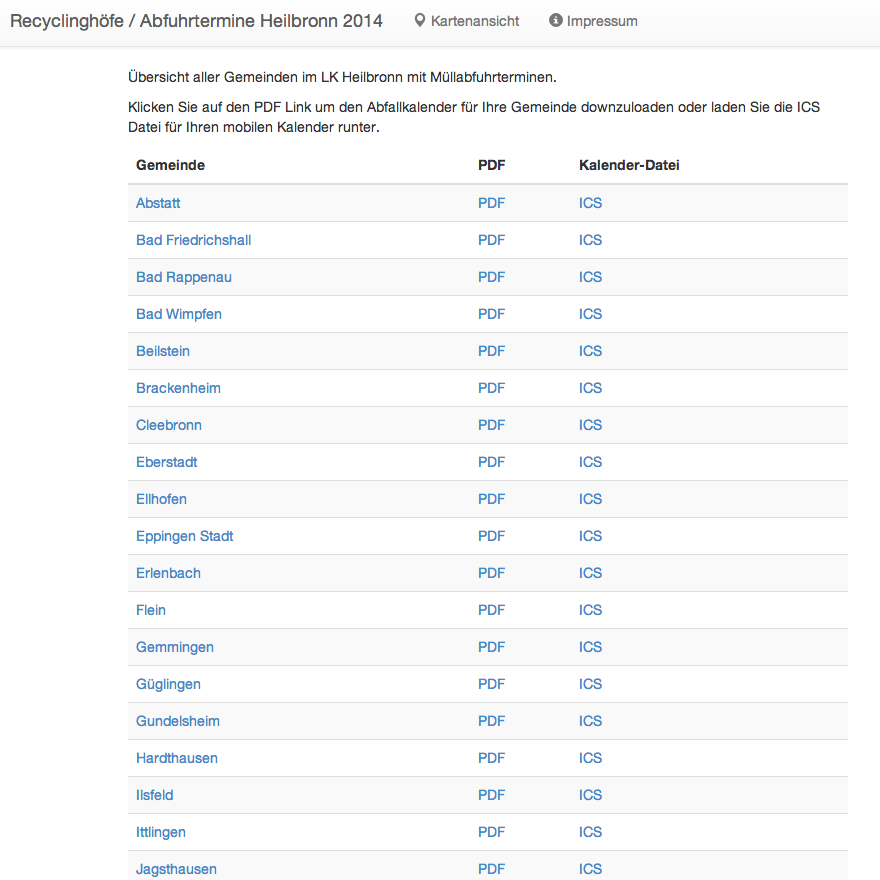 Recyclinghöfe / Abfuhrtermine Heilbronn 2014 Kartenansicht Impressum
Übersicht aller Gemeinden im LK Heilbronn mit Müllabfuhrterminen.
Klicken Sie auf den PDF Link um den Abfallkalender für Ihre Gemeinde downzuloaden oder laden Sie die ICS
Datei für Ihren mobilen Kalender runter.
Gemeinde PDF Kalender-Datei
Abstatt PDF ICS
Bad Friedrichshall PDF ICS
Bad Rappenau PDF ICS
Bad Wimpfen PDF ICS
Beilstein PDF ICS
Brackenheim PDF ICS
Cleebronn PDF ICS
Eberstadt PDF ICS
Ellhofen PDF ICS
Eppingen Stadt PDF ICS
Erlenbach PDF ICS
Flein PDF ICS
Gemmingen PDF ICS
Güglingen PDF ICS
Gundelsheim PDF ICS
Hardthausen PDF ICS
Ilsfeld PDF ICS
Ittlingen PDF ICS
Jagsthausen PDF ICS